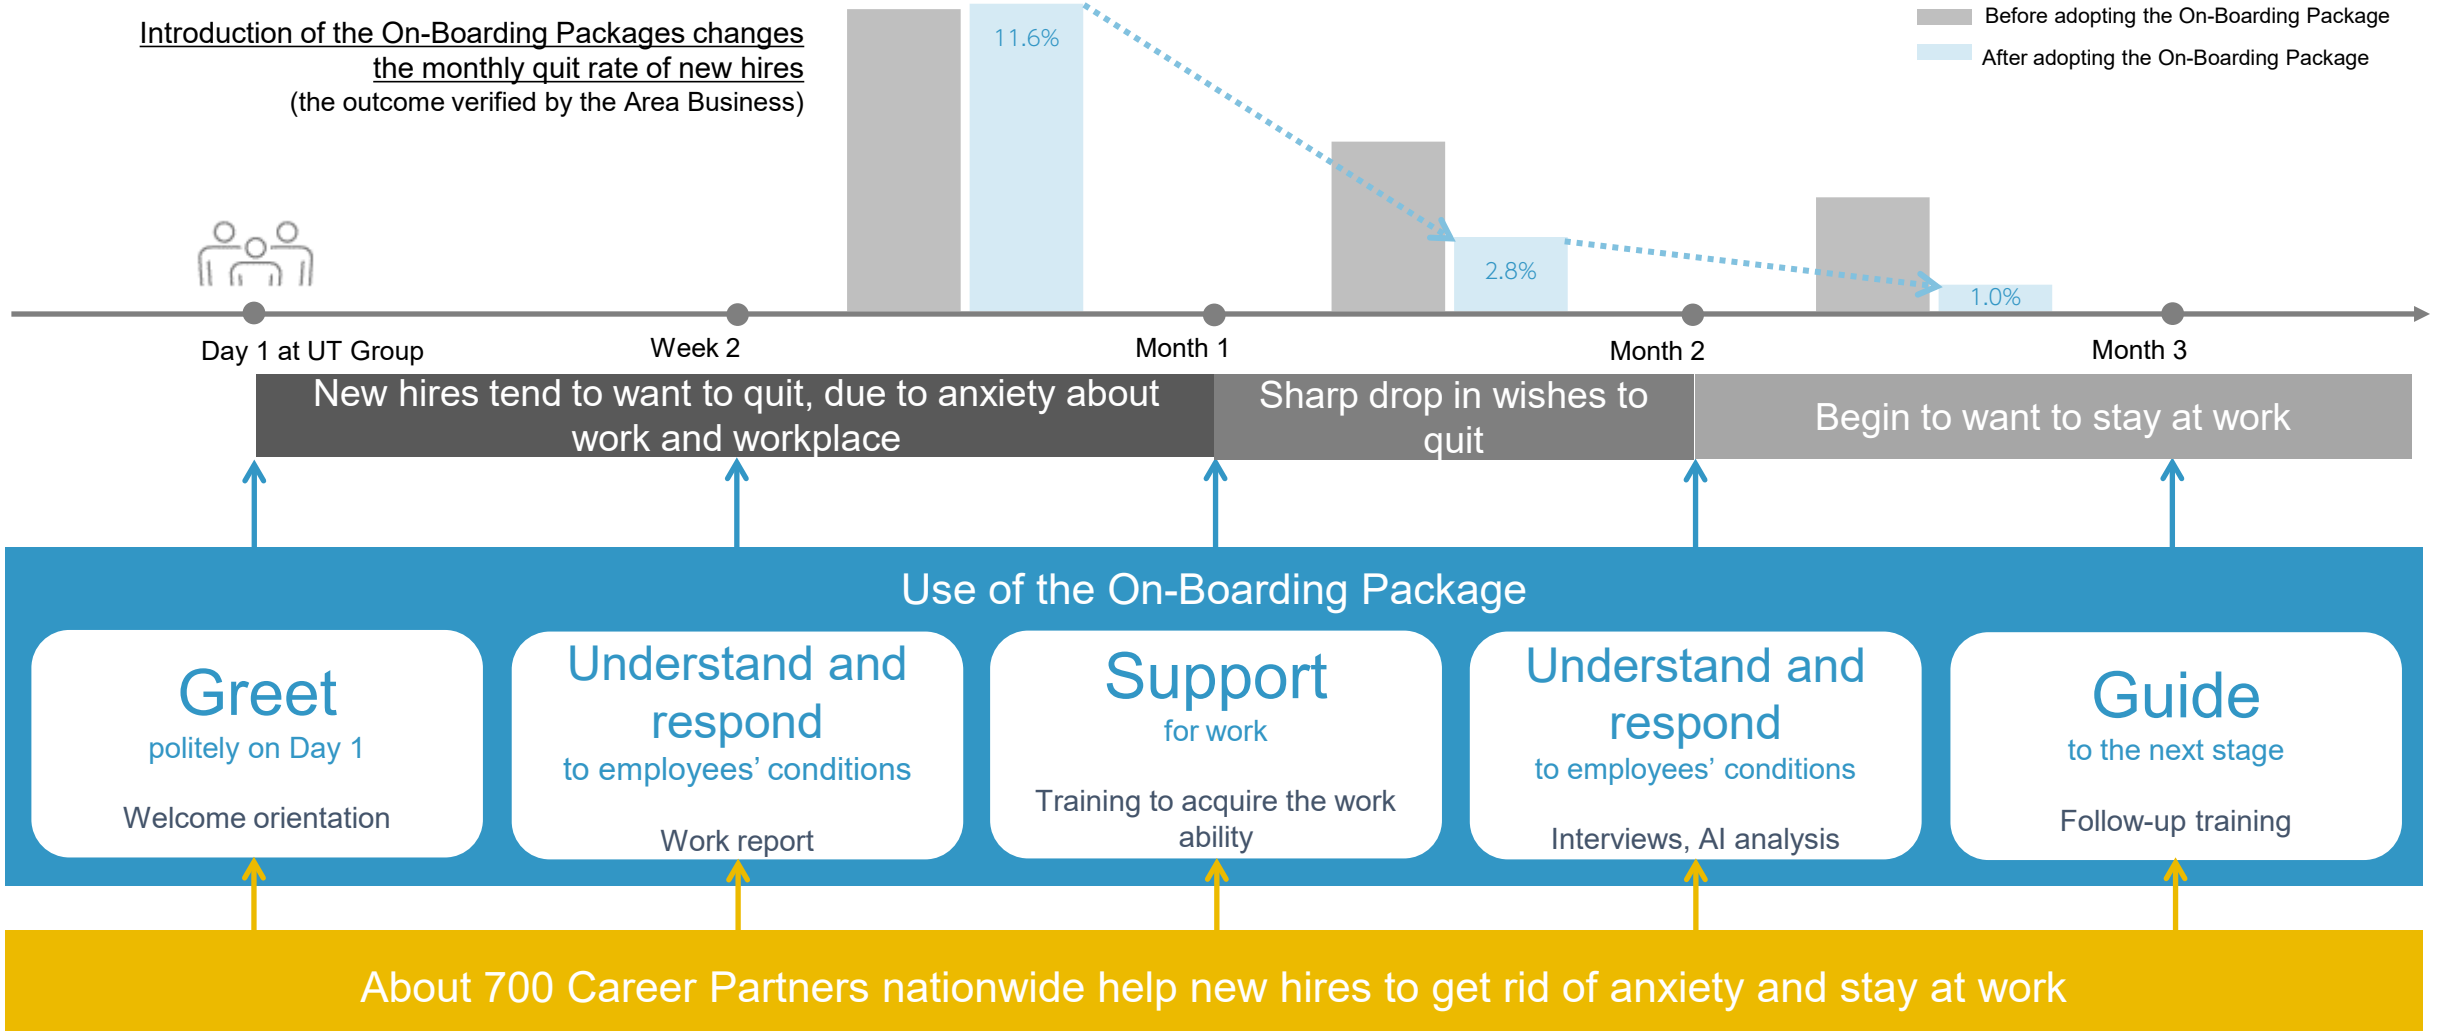 Introduction of the On-Boarding Packages changes
the monthly quit rate of new hires
(the outcome verified by the Area Business)
Before adopting the On-Boarding Package
After adopting the On-Boarding Package
11.6%
2.8%
1.0%
Day 1 at UT Group
Week 2
Month 1
Month 2
Month 3
New hires tend to want to quit, due to anxiety about
work and workplace
Sharp drop in wishes to
quit
Begin to want to stay at work
Use of the On-Boarding Package
Greet
politely on Day 1
Welcome orientation
Understand and
respond
to employees’ conditions
Work report
Support
for work
Training to acquire the work
ability
Understand and
respond
to employees’ conditions
Interviews, AI analysis
Guide
to the next stage
Follow-up training
About 700 Career Partners nationwide help new hires to get rid of anxiety and stay at work